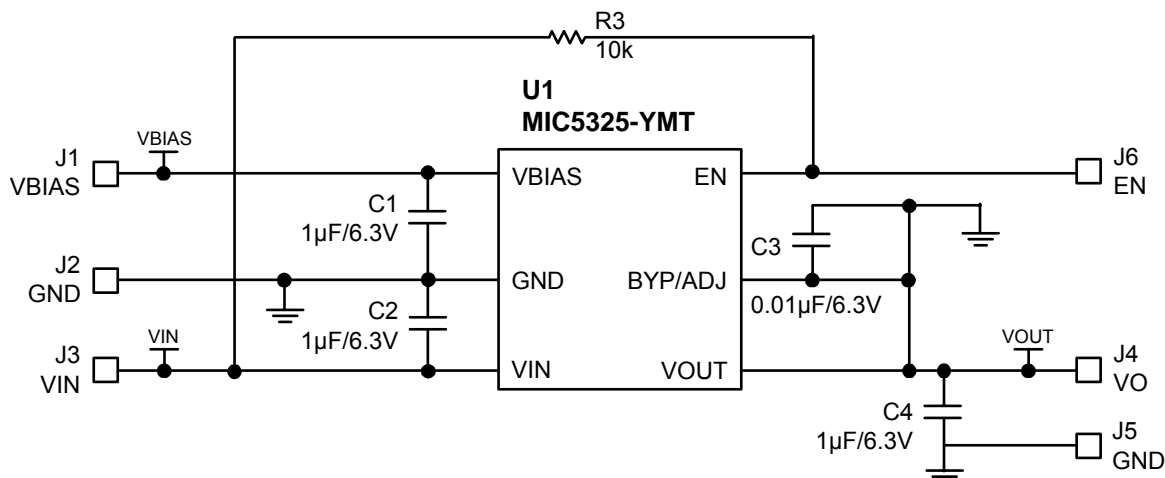 R3
10k
U1
MIC5325-YMT
VBIAS
J1
VBIAS
VBIAS
EN
J6
EN
C1
1µF/6.3V
C3
J2
GND
GND
BYP/ADJ
0.01µF/6.3V
C2
1µF/6.3V
VIN
J3
VIN
VIN
VOUT
VOUT
J4
VO
C4
1µF/6.3V
J5
GND